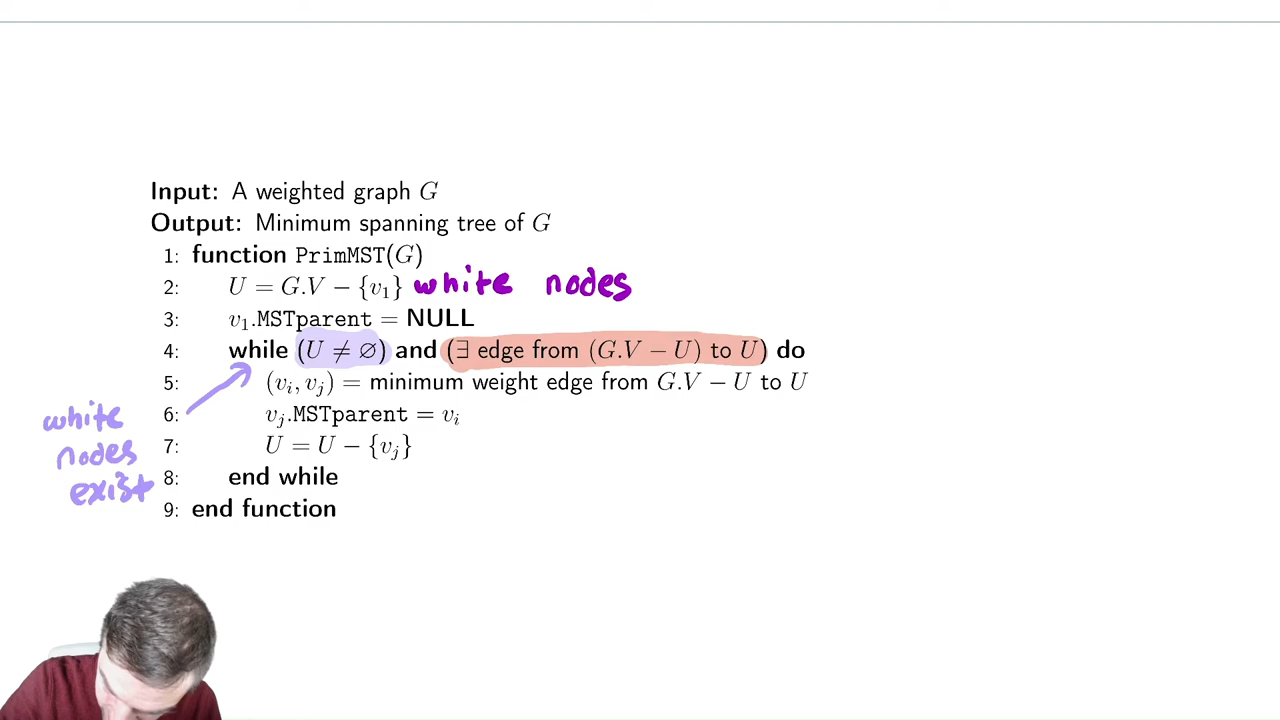 Input: A weighted graph G
Output: Minimum spanning tree of G
1: function PrimMST(G)
2: U = G.V − {v₁} white nodes
3: v₁.MSTparent = NULL
4: while (U ≠ ∅) and (∃ edge from (G.V − U) to U) do
5: (vᵢ, vⱼ) = minimum weight edge from G.V − U to U
6: vⱼ.MSTparent = vᵢ
7: U = U − {vⱼ}
8: end while
9: end function
white
nodes
exist